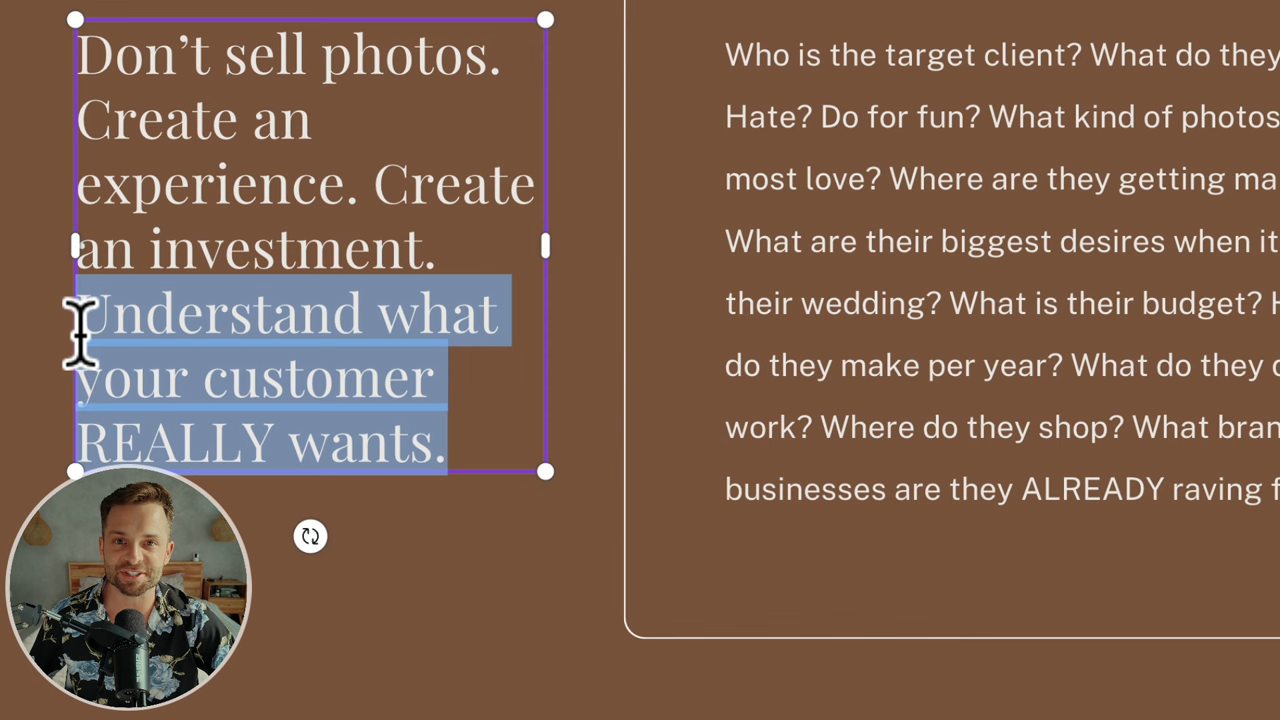 Don’t sell photos.
Create an
experience. Create
an investment.
Understand what
your customer
REALLY wants.
Who is the target client? What do they
Hate? Do for fun? What kind of photos
most love? Where are they getting ma
What are their biggest desires when it
their wedding? What is their budget? H
do they make per year? What do they
work? Where do they shop? What bran
businesses are they ALREADY raving f